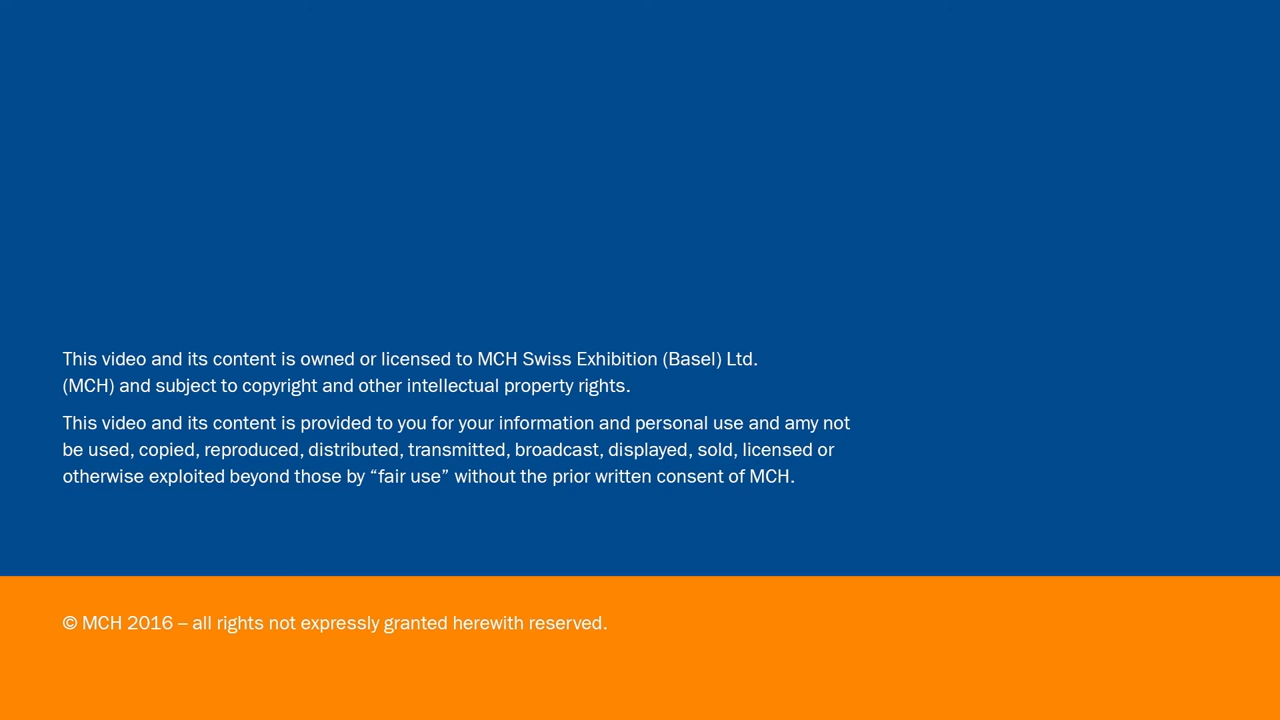 This video and its content is owned or licensed to MCH Swiss Exhibition (Basel) Ltd.
(MCH) and subject to copyright and other intellectual property rights.
This video and its content is provided to you for your information and personal use and amy not
be used, copied, reproduced, distributed, transmitted, broadcast, displayed, sold, licensed or
otherwise exploited beyond those by “fair use” without the prior written consent of MCH.
© MCH 2016 – all rights not expressly granted herewith reserved.